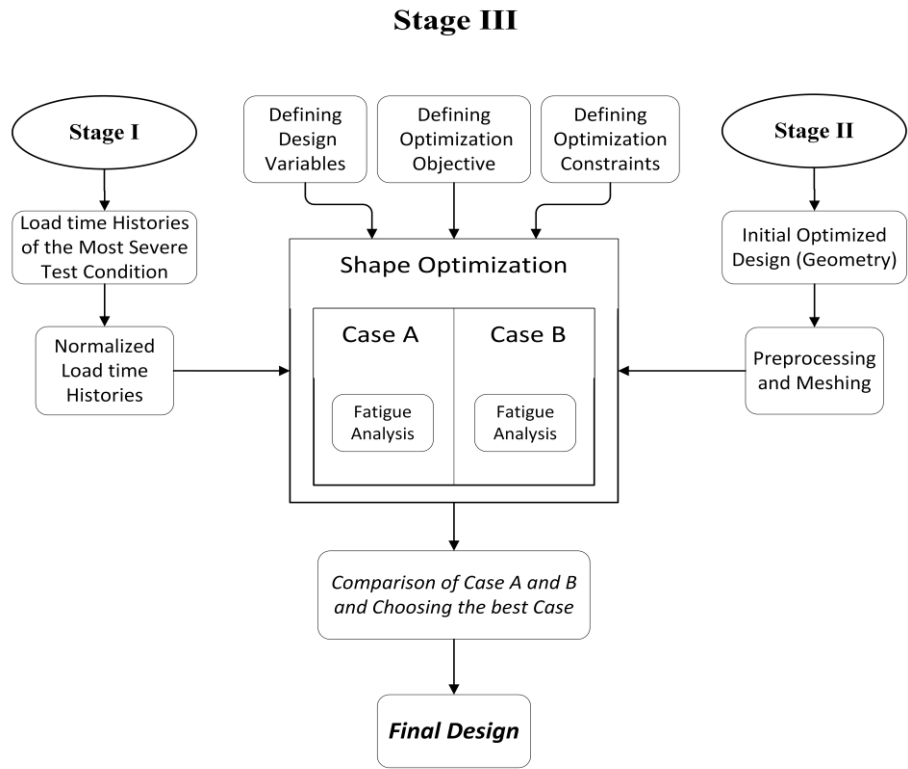 Stage III
Stage I
Defining
Design
Variables
Defining
Optimization
Objective
Defining
Optimization
Constraints
Stage II
Load time Histories
of the Most Severe
Test Condition
Initial Optimized
Design (Geometry)
Shape Optimization
Normalized
Load time
Histories
Case A
Case B
Preprocessing
and Meshing
Fatigue
Analysis
Fatigue
Analysis
Comparison of Case A and B
and Choosing the best Case
Final Design